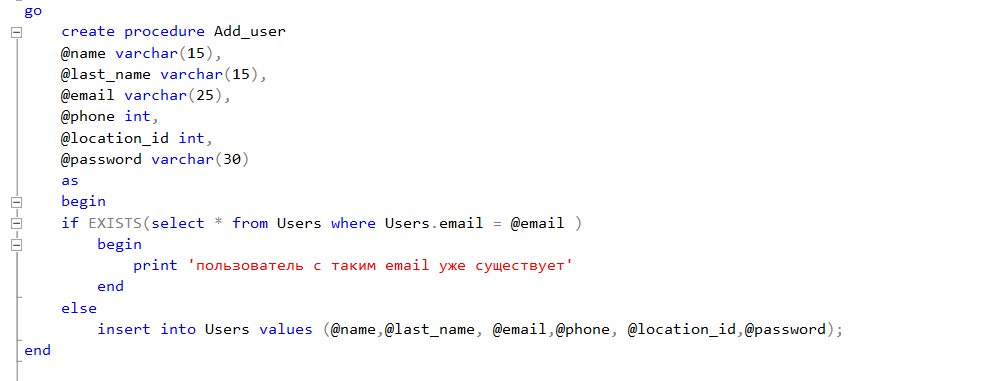 go
create procedure Add_user
@name varchar(15),
@last_name varchar(15),
@email varchar(25),
@phone int,
@location_id int,
@password varchar(30)
as
begin
if EXISTS(select * from Users where Users.email = @email )
begin
print 'пользователь с таким email уже существует'
end
else
insert into Users values (@name,@last_name, @email,@phone, @location_id,@password);
end